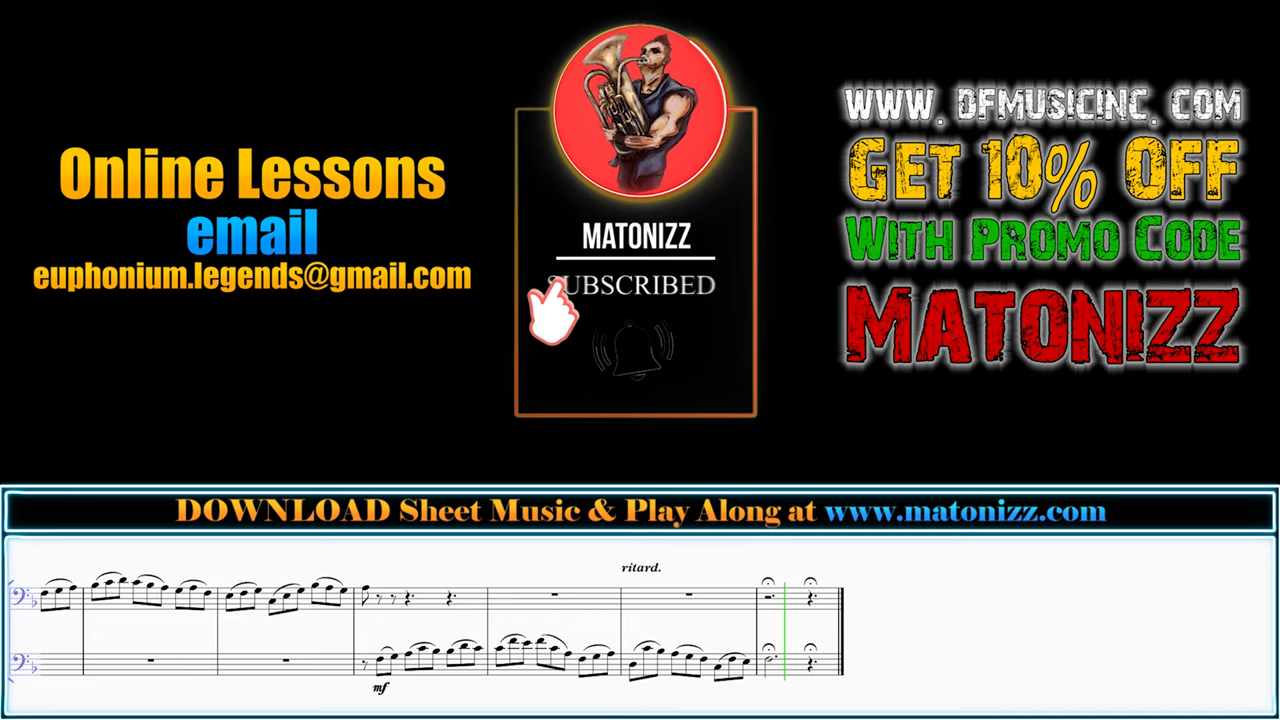 Online Lessons
email
euphonium.legends@gmail.com
MATONIZZ
SUBSCRIBED
WWW.DFMUSICINC.COM
GET 10% OFF
WITH PROMO CODE
MATONIZZ
DOWNLOAD Sheet Music & Play Along at www.matonizz.com
ritard.
mf